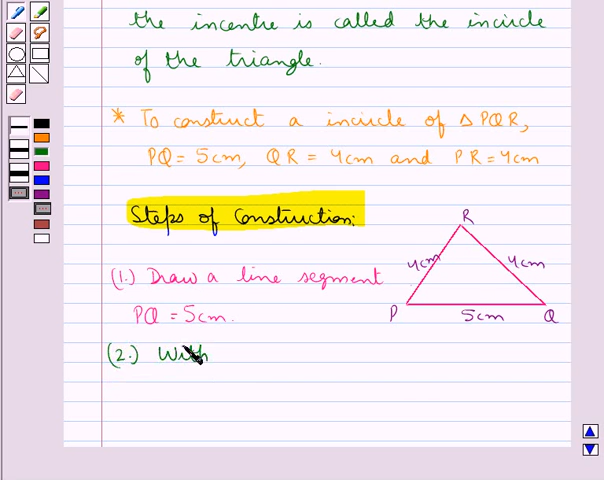 the incentre is called the incircle
of the triangle.
* To construct a incircle of △ PQR,
PQ = 5cm, QR = 4cm and PR = 4cm
Steps of Construction:
R
4cm
4cm
(1.) Draw a line segment
PQ = 5cm.
P
5cm
Q
(2.) With